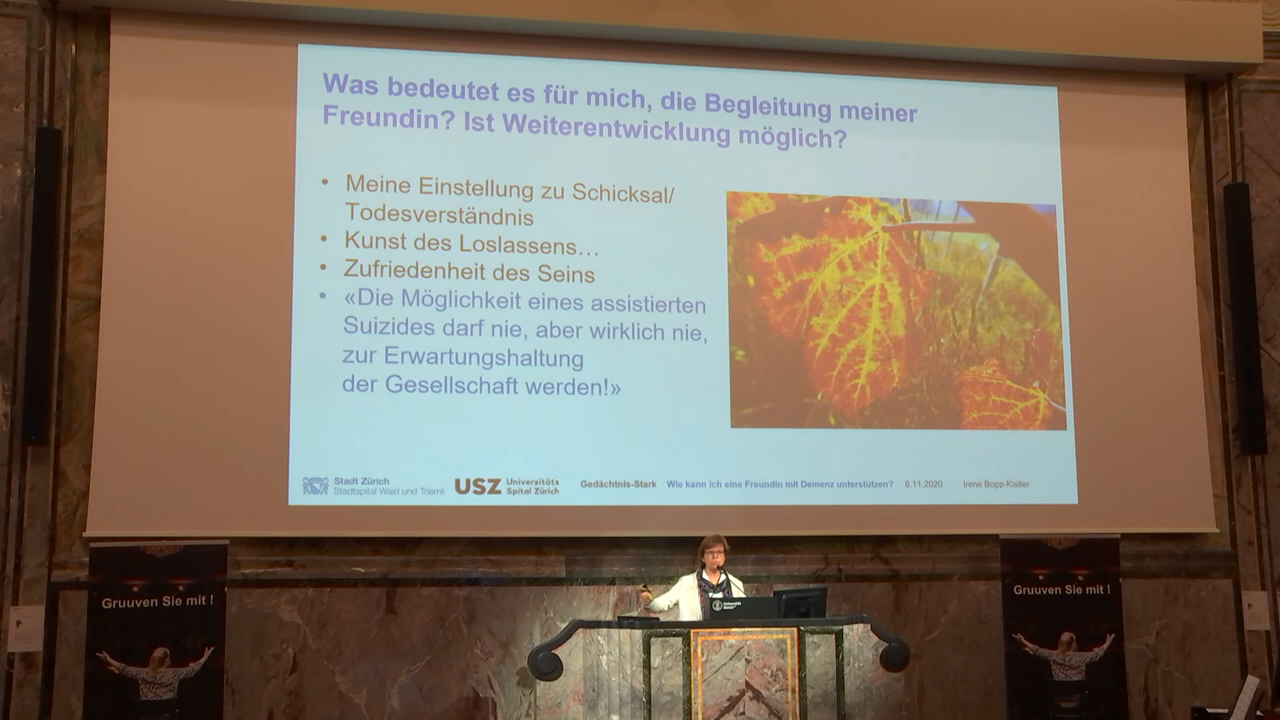 Was bedeutet es für mich, die Begleitung meiner
Freundin? Ist Weiterentwicklung möglich?
• Meine Einstellung zu Schicksal/
Todesverständnis
• Kunst des Loslassens…
• Zufriedenheit des Seins
• «Die Möglichkeit eines assistierten
Suizides darf nie, aber wirklich nie,
zur Erwartungshaltung
der Gesellschaft werden!»
Stadt Zürich
Stadtspital Waid und Triemli
USZ Universitäts
Spital Zürich
Gedächtnis-Stark Wie kann ich eine Freundin mit Demenz unterstützen? 6.11.2020 Irene Bopp-Kistler
Gruuven Sie mit !
Gruuven Sie mit !
Universität
Zürich